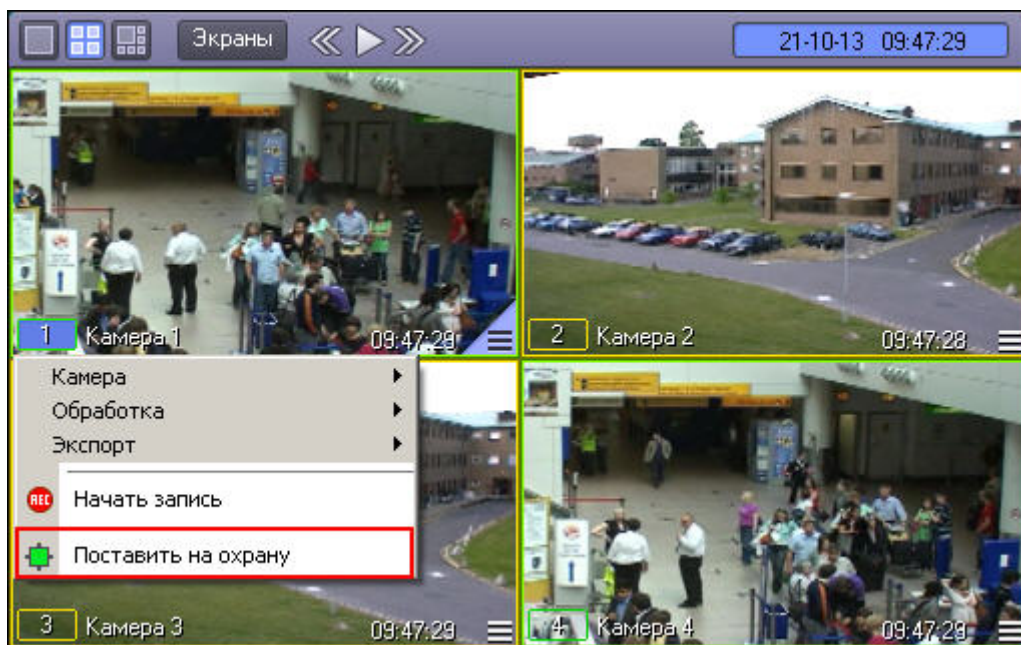 Экраны
21-10-13 09:47:29
1 Камера 1 09:47:29
2 Камера 2 09:47:28
Камера
Обработка
Экспорт
REC Начать запись
Поставить на охрану
3 Камера 3 09:47:29
4 Камера 4 09:47:29